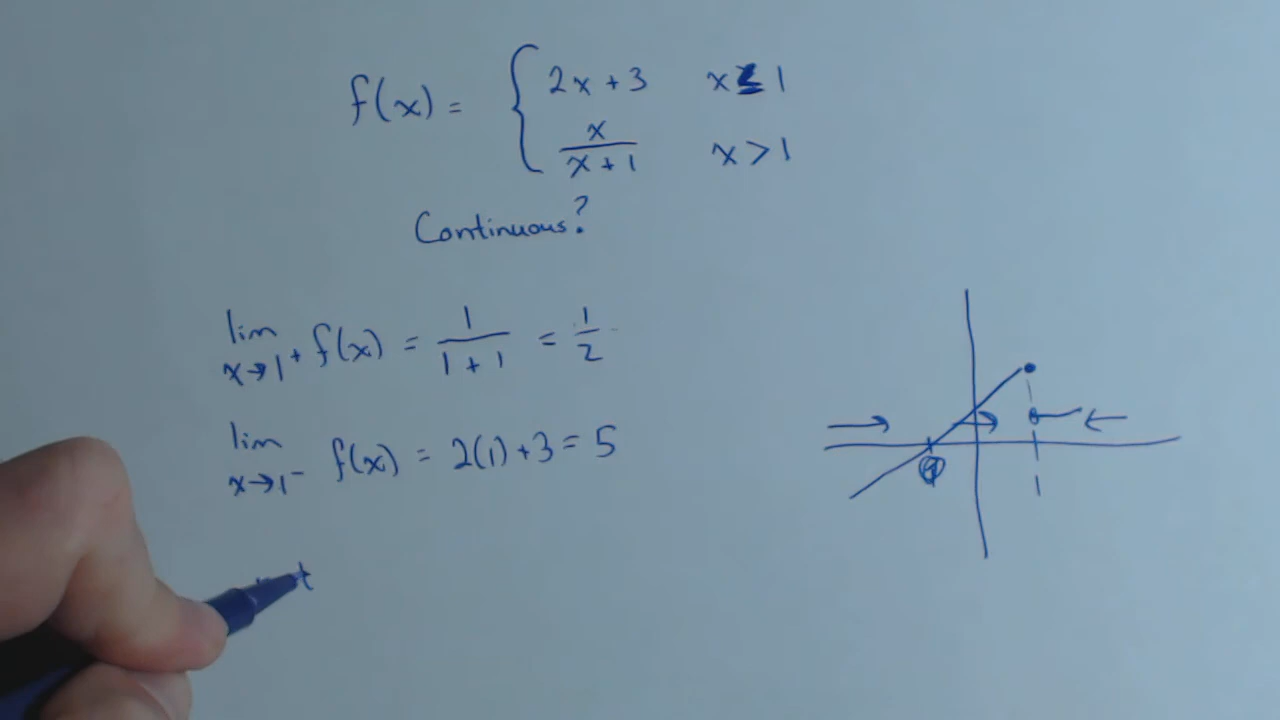 f(x) = { 2x + 3 x ≤ 1
x/(x + 1) x > 1
Continuous?
lim x→1⁺ f(x) = 1/(1 + 1) = 1/2
lim x→1⁻ f(x) = 2(1) + 3 = 5